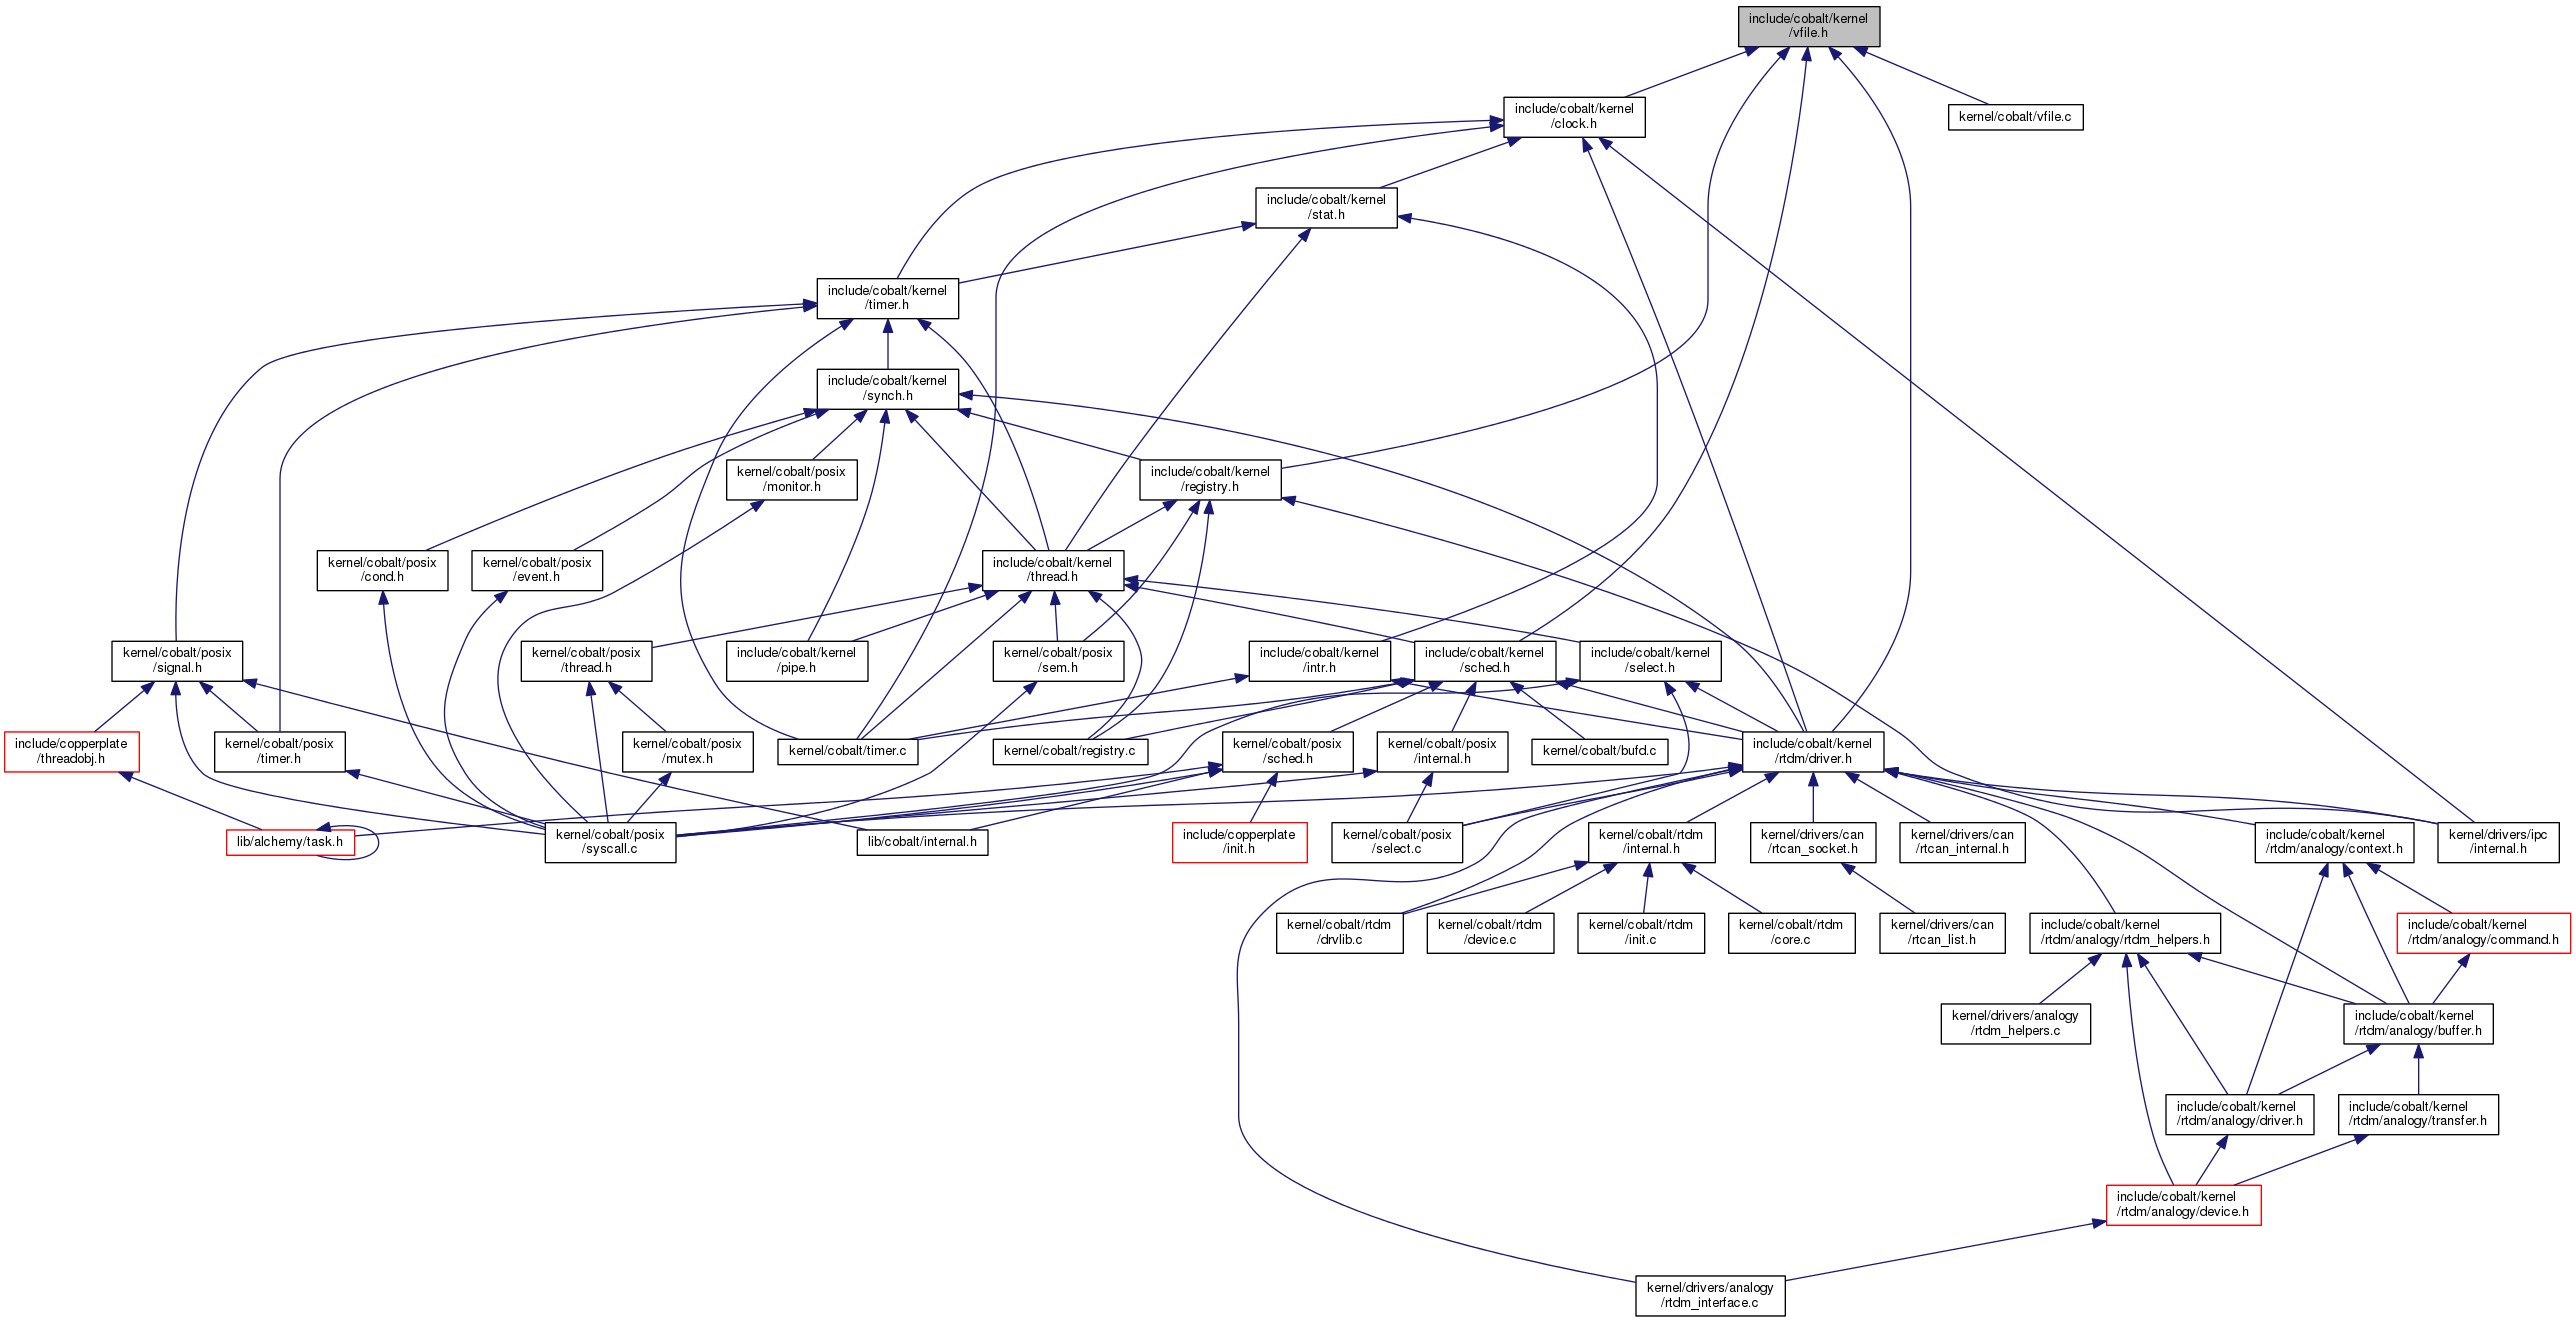 include/cobalt/kernel
/vfile.h
include/cobalt/kernel
/clock.h
kernel/cobalt/vfile.c
include/cobalt/kernel
/stat.h
include/cobalt/kernel
/timer.h
include/cobalt/kernel
/synch.h
kernel/cobalt/posix
/monitor.h
include/cobalt/kernel
/registry.h
kernel/cobalt/posix
/cond.h
kernel/cobalt/posix
/event.h
include/cobalt/kernel
/thread.h
kernel/cobalt/posix
/signal.h
kernel/cobalt/posix
/thread.h
include/cobalt/kernel
/pipe.h
kernel/cobalt/posix
/sem.h
include/cobalt/kernel
/intr.h
include/cobalt/kernel
/sched.h
include/cobalt/kernel
/select.h
include/copperplate
/threadobj.h
kernel/cobalt/posix
/timer.h
kernel/cobalt/posix
/mutex.h
kernel/cobalt/timer.c
kernel/cobalt/registry.c
kernel/cobalt/posix
/sched.h
kernel/cobalt/posix
/internal.h
kernel/cobalt/bufd.c
include/cobalt/kernel
/rtdm/driver.h
lib/alchemy/task.h
kernel/cobalt/posix
/syscall.c
lib/cobalt/internal.h
include/copperplate
/init.h
kernel/cobalt/posix
/select.c
kernel/cobalt/rtdm
/internal.h
kernel/drivers/can
/rtcan_socket.h
kernel/drivers/can
/rtcan_internal.h
include/cobalt/kernel
/rtdm/analogy/context.h
kernel/drivers/ipc
/internal.h
kernel/cobalt/rtdm
/drvlib.c
kernel/cobalt/rtdm
/device.c
kernel/cobalt/rtdm
/init.c
kernel/cobalt/rtdm
/core.c
kernel/drivers/can
/rtcan_list.h
include/cobalt/kernel
/rtdm/analogy/rtdm_helpers.h
include/cobalt/kernel
/rtdm/analogy/command.h
kernel/drivers/analogy
/rtdm_helpers.c
include/cobalt/kernel
/rtdm/analogy/buffer.h
include/cobalt/kernel
/rtdm/analogy/driver.h
include/cobalt/kernel
/rtdm/analogy/transfer.h
include/cobalt/kernel
/rtdm/analogy/device.h
kernel/drivers/analogy
/rtdm_interface.c